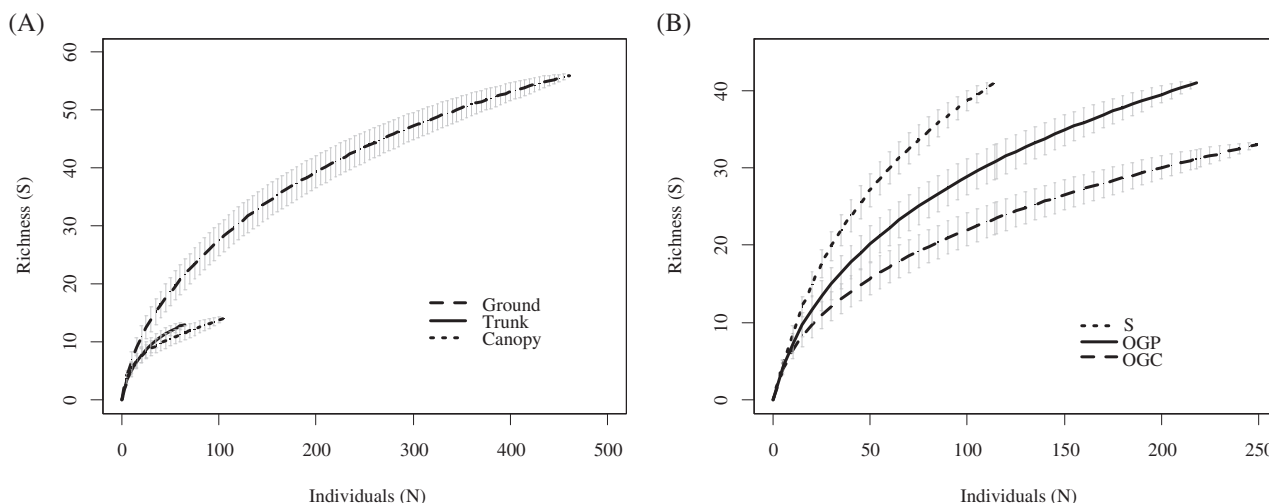 (A)
60
50
40
30
20
10
0
Richness (S)
Ground
Trunk
Canopy
0 100 200 300 400 500
Individuals (N)
(B)
40
30
20
10
0
Richness (S)
S
OGP
OGC
0 50 100 150 200 250
Individuals (N)